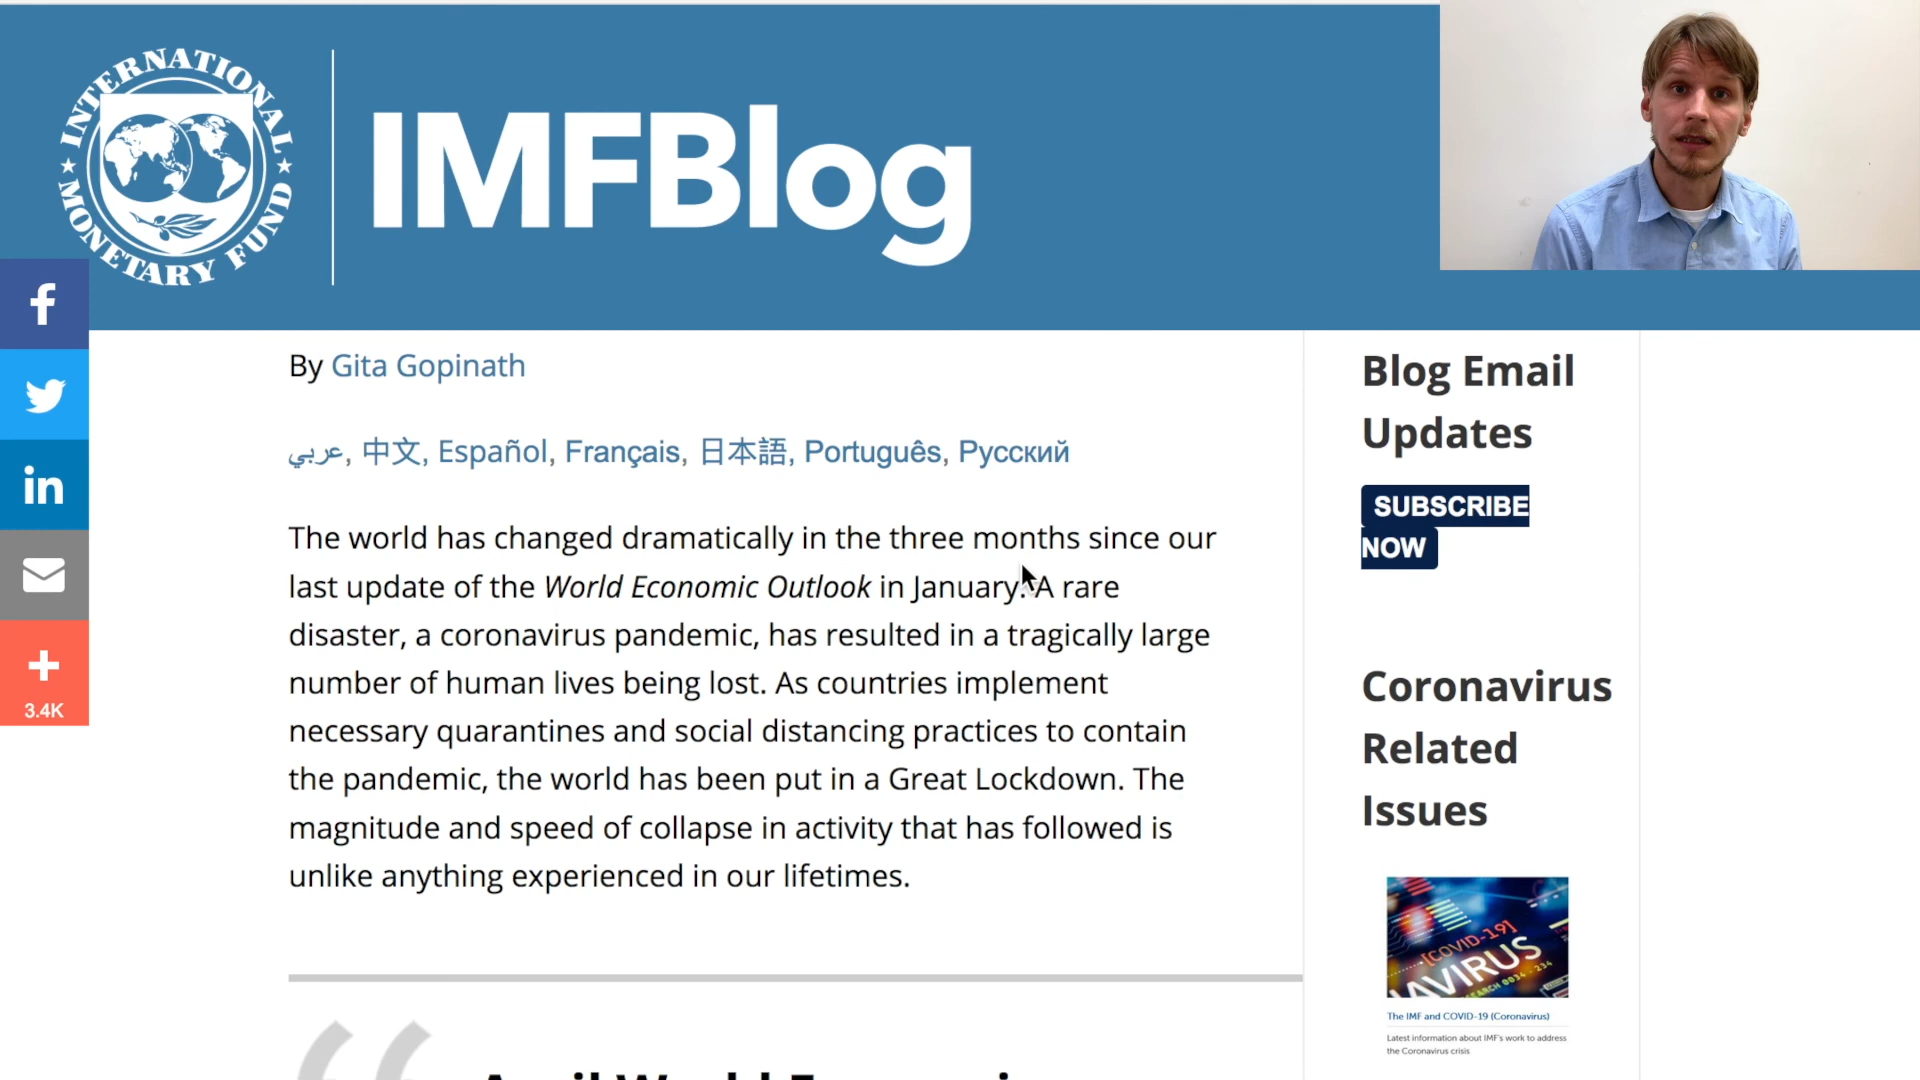 INTERNATIONAL MONETARY FUND
IMFBlog
By Gita Gopinath
عربي, 中文, Español, Français, 日本語, Português, Русский
The world has changed dramatically in the three months since our
last update of the World Economic Outlook in January. A rare
disaster, a coronavirus pandemic, has resulted in a tragically large
number of human lives being lost. As countries implement
necessary quarantines and social distancing practices to contain
the pandemic, the world has been put in a Great Lockdown. The
magnitude and speed of collapse in activity that has followed is
unlike anything experienced in our lifetimes.
f
in
3.4K
Blog Email
Updates
SUBSCRIBE
NOW
Coronavirus
Related
Issues
[COVID-19]
AVIRUS
The IMF and COVID-19 (Coronavirus)
Latest information about IMF's work to address
the Coronavirus crisis